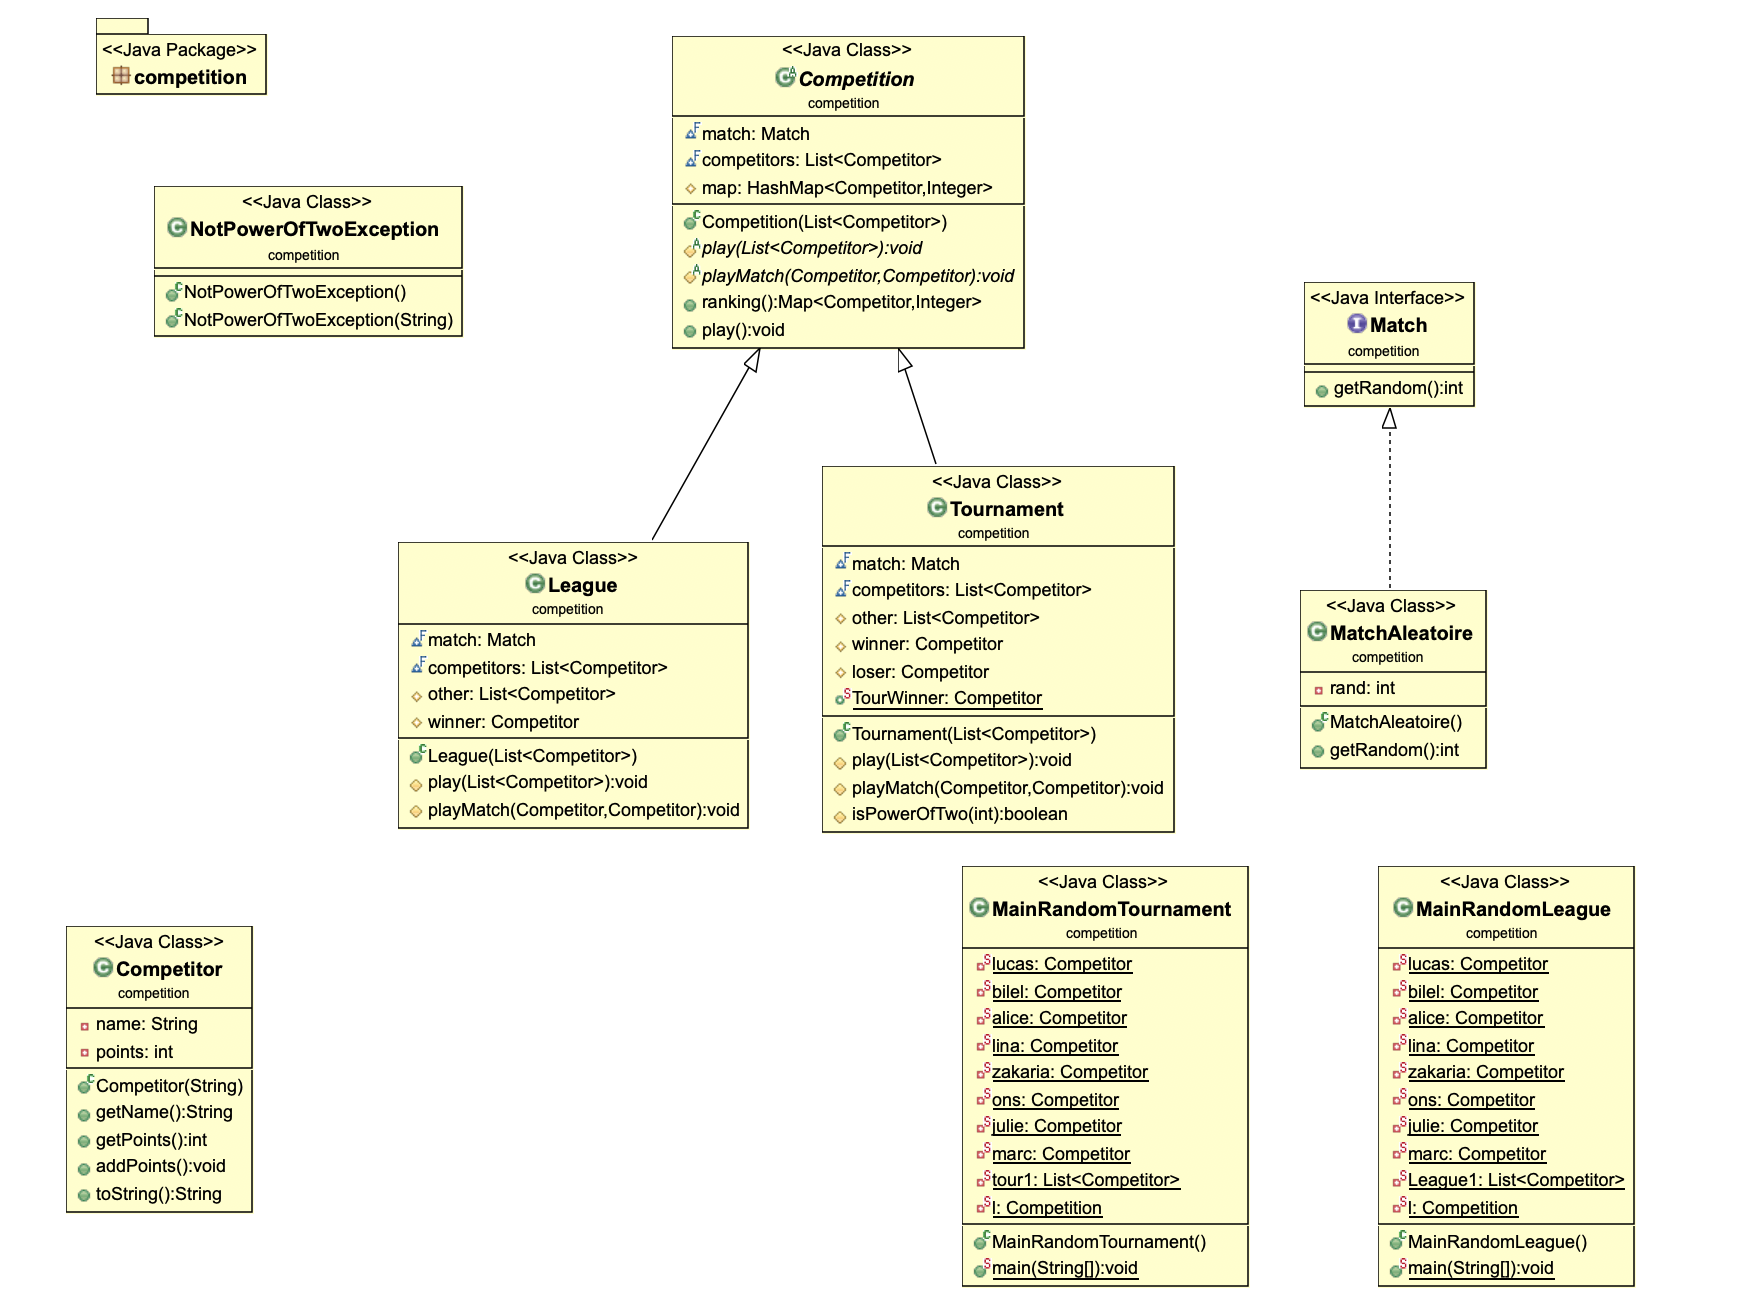 <<Java Package>>
competition
<<Java Class>>
Competition
competition
match: Match
competitors: List<Competitor>
map: HashMap<Competitor,Integer>
Competition(List<Competitor>)
play(List<Competitor>):void
playMatch(Competitor,Competitor):void
ranking():Map<Competitor,Integer>
play():void
<<Java Class>>
NotPowerOfTwoException
competition
NotPowerOfTwoException()
NotPowerOfTwoException(String)
<<Java Interface>>
Match
competition
getRandom():int
<<Java Class>>
League
competition
match: Match
competitors: List<Competitor>
other: List<Competitor>
winner: Competitor
League(List<Competitor>)
play(List<Competitor>):void
playMatch(Competitor,Competitor):void
<<Java Class>>
Tournament
competition
match: Match
competitors: List<Competitor>
other: List<Competitor>
winner: Competitor
loser: Competitor
TourWinner: Competitor
Tournament(List<Competitor>)
play(List<Competitor>):void
playMatch(Competitor,Competitor):void
isPowerOfTwo(int):boolean
<<Java Class>>
MatchAleatoire
competition
rand: int
MatchAleatoire()
getRandom():int
<<Java Class>>
Competitor
competition
name: String
points: int
Competitor(String)
getName():String
getPoints():int
addPoints():void
toString():String
<<Java Class>>
MainRandomTournament
competition
lucas: Competitor
bilel: Competitor
alice: Competitor
lina: Competitor
zakaria: Competitor
ons: Competitor
julie: Competitor
marc: Competitor
tour1: List<Competitor>
l: Competition
MainRandomTournament()
main(String[]):void
<<Java Class>>
MainRandomLeague
competition
lucas: Competitor
bilel: Competitor
alice: Competitor
lina: Competitor
zakaria: Competitor
ons: Competitor
julie: Competitor
marc: Competitor
League1: List<Competitor>
l: Competition
MainRandomLeague()
main(String[]):void